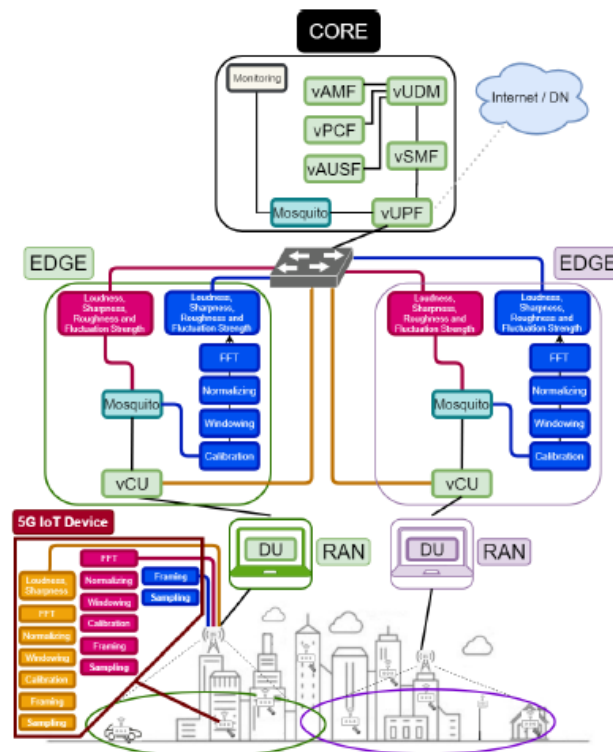 CORE
Monitoring
vAMF
vUDM
vPCF
vSMF
vAUSF
Mosquito
vUPF
Internet / DN
EDGE
Loudness,
Sharpness,
Roughness and
Fluctuation Strength
Loudness,
Sharpness,
Roughness and
Fluctuation Strength
FFT
Normalizing
Windowing
Calibration
Mosquito
vCU
EDGE
Loudness,
Sharpness,
Roughness and
Fluctuation Strength
Loudness,
Sharpness,
Roughness and
Fluctuation Strength
FFT
Normalizing
Windowing
Calibration
Mosquito
vCU
DU
RAN
DU
RAN
5G IoT Device
Loudness,
Sharpness
FFT
Normalizing
Windowing
Calibration
Framing
Sampling
FFT
Normalizing
Windowing
Calibration
Framing
Sampling
Framing
Sampling